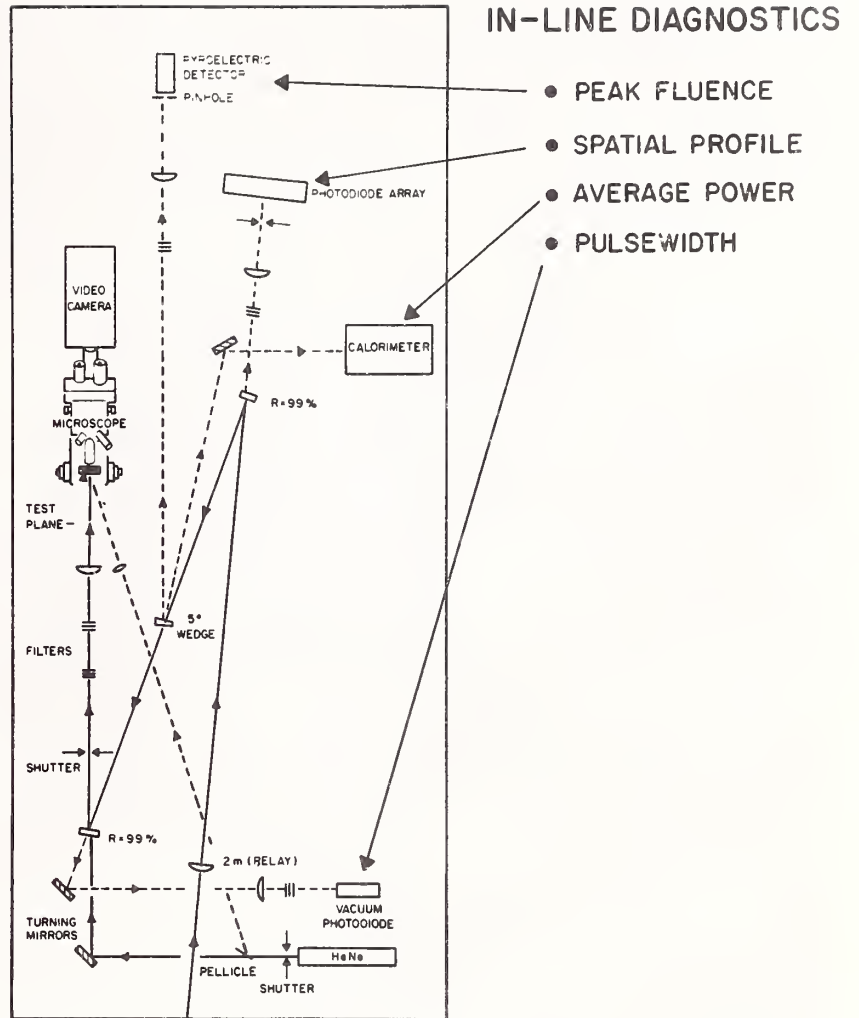 IN-LINE DIAGNOSTICS
PYROELECTRIC
DETECTOR
PINHOLE
PEAK FLUENCE
SPATIAL PROFILE
AVERAGE POWER
PULSEWIDTH
PHOTODIODE ARRAY
VIDEO
CAMERA
CALORIMETER
R=99%
MICROSCOPE
TEST
PLANE
5°
WEDGE
FILTERS
SHUTTER
R=99%
2m (RELAY)
VACUUM
PHOTODIODE
TURNING
MIRRORS
HeNe
PELLICLE
SHUTTER